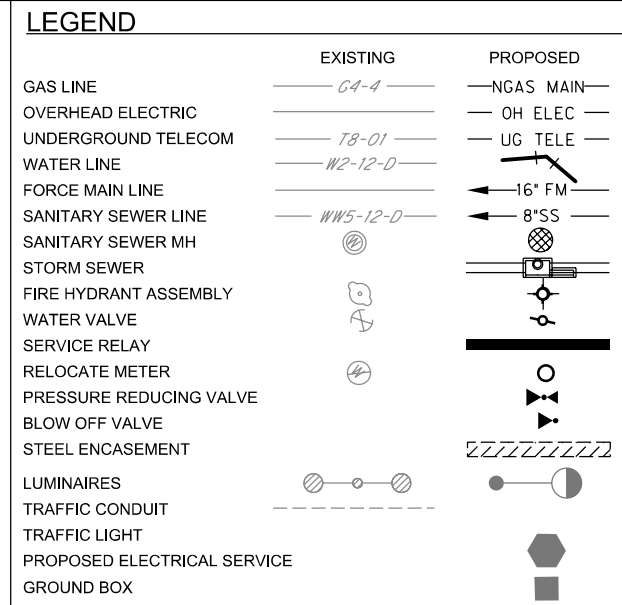 LEGEND
EXISTING PROPOSED
GAS LINE G4-4 NGAS MAIN
OVERHEAD ELECTRIC OH ELEC
UNDERGROUND TELECOM T8-01 UG TELE
WATER LINE W2-12-D
FORCE MAIN LINE 16" FM
SANITARY SEWER LINE WW5-12-D 8"SS
SANITARY SEWER MH W
STORM SEWER
FIRE HYDRANT ASSEMBLY
WATER VALVE
SERVICE RELAY
RELOCATE METER W
PRESSURE REDUCING VALVE
BLOW OFF VALVE
STEEL ENCASEMENT
LUMINAIRES
TRAFFIC CONDUIT
TRAFFIC LIGHT
PROPOSED ELECTRICAL SERVICE
GROUND BOX